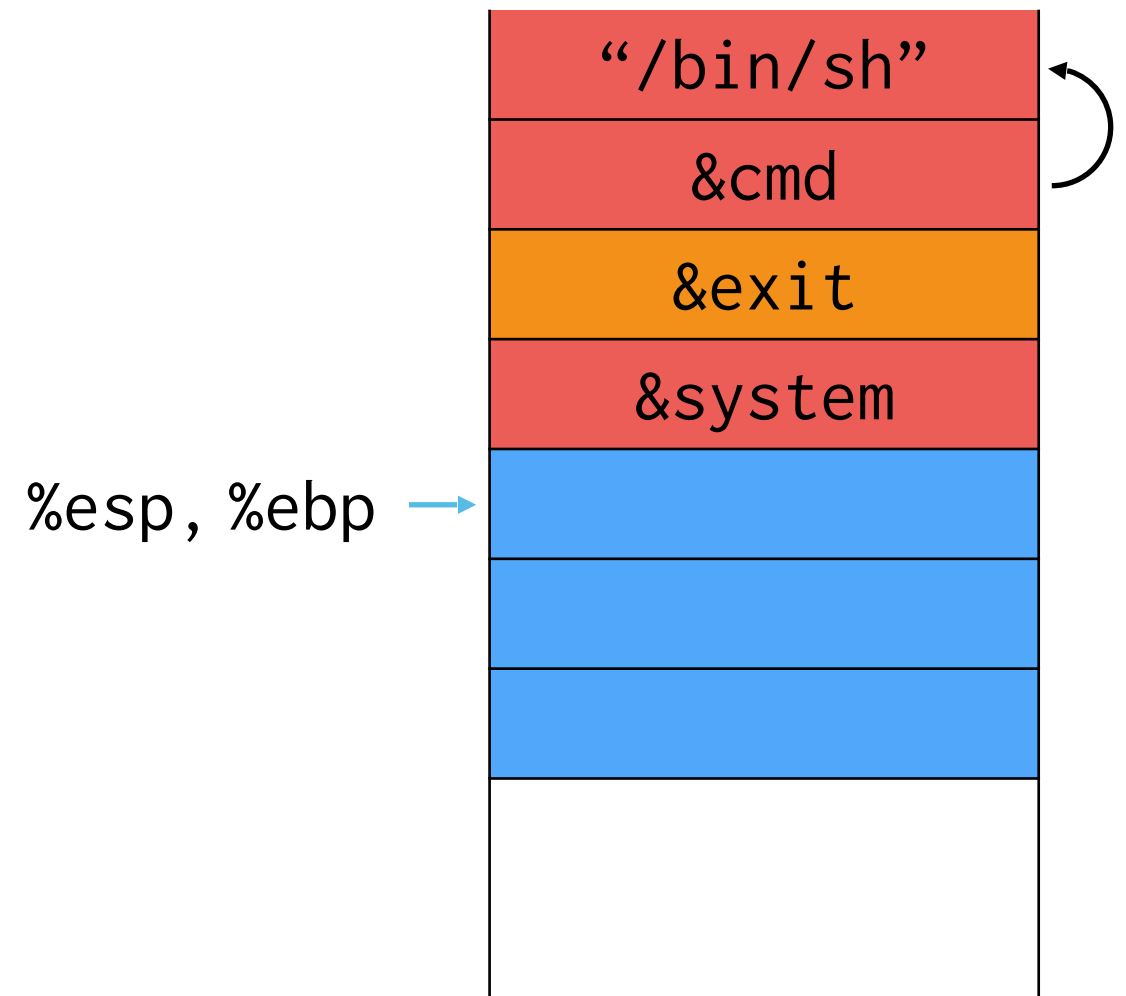 “/bin/sh”
&cmd
&exit
&system
%esp, %ebp